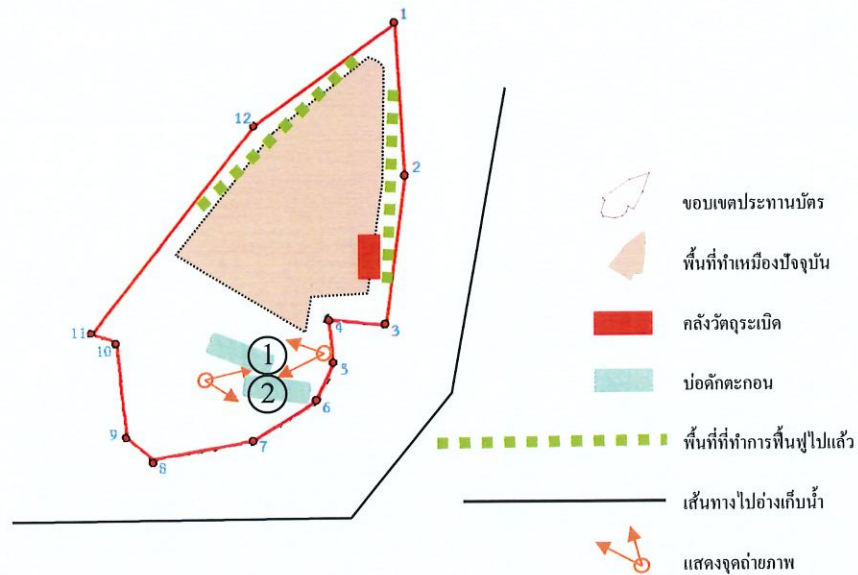 1
12
2
ขอบเขตประทานบัตร
พื้นที่ทำเหมืองปัจจุบัน
คลังวัตถุระเบิด
บ่อดักตะกอน
พื้นที่ที่ทำการฟื้นฟูไปแล้ว
เส้นทางไปอ่างเก็บน้ำ
แสดงจุดถ่ายภาพ
4
3
11
10
1
5
2
6
9
7
8